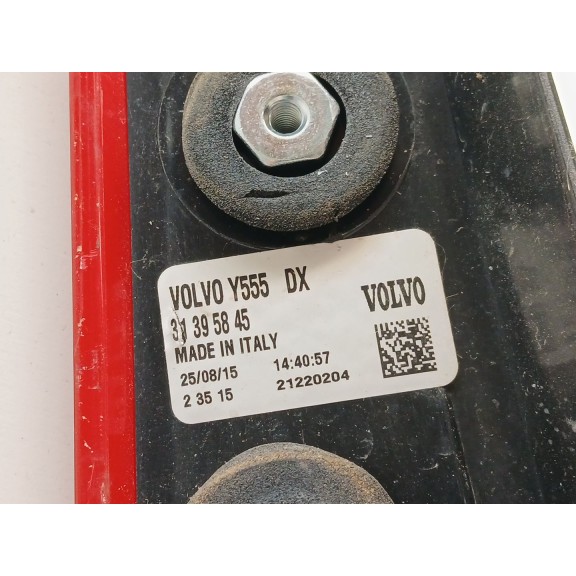 VOLVO Y555 DX
VOLVO
31 39 58 45
MADE IN ITALY
25/08/15 14:40:57
2 35 15 21220204